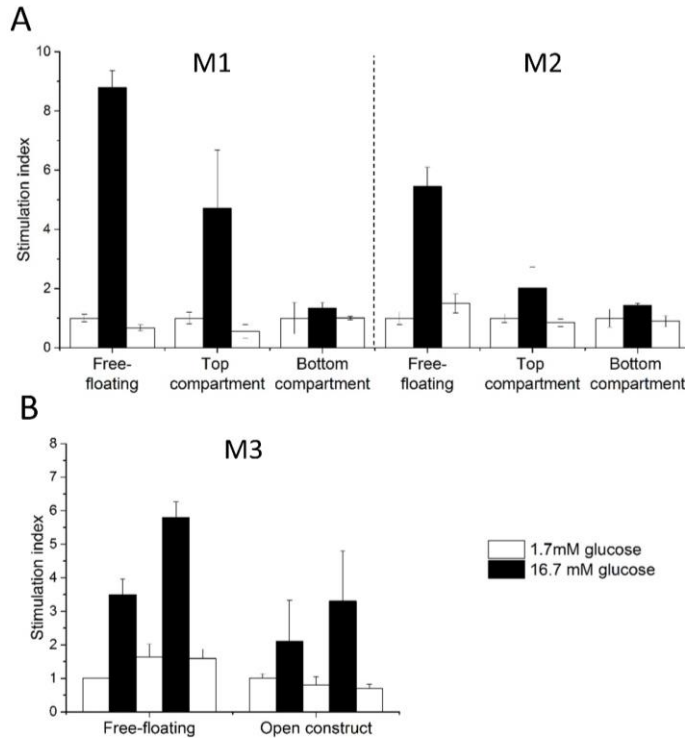 A
M1
M2
10
8
6
4
2
0
Stimulation index
Free-
floating
Top
compartment
Bottom
compartment
Free-
floating
Top
compartment
Bottom
compartment
B
M3
8
7
6
5
4
3
2
1
0
Stimulation index
Free-floating
Open construct
1.7mM glucose
16.7 mM glucose